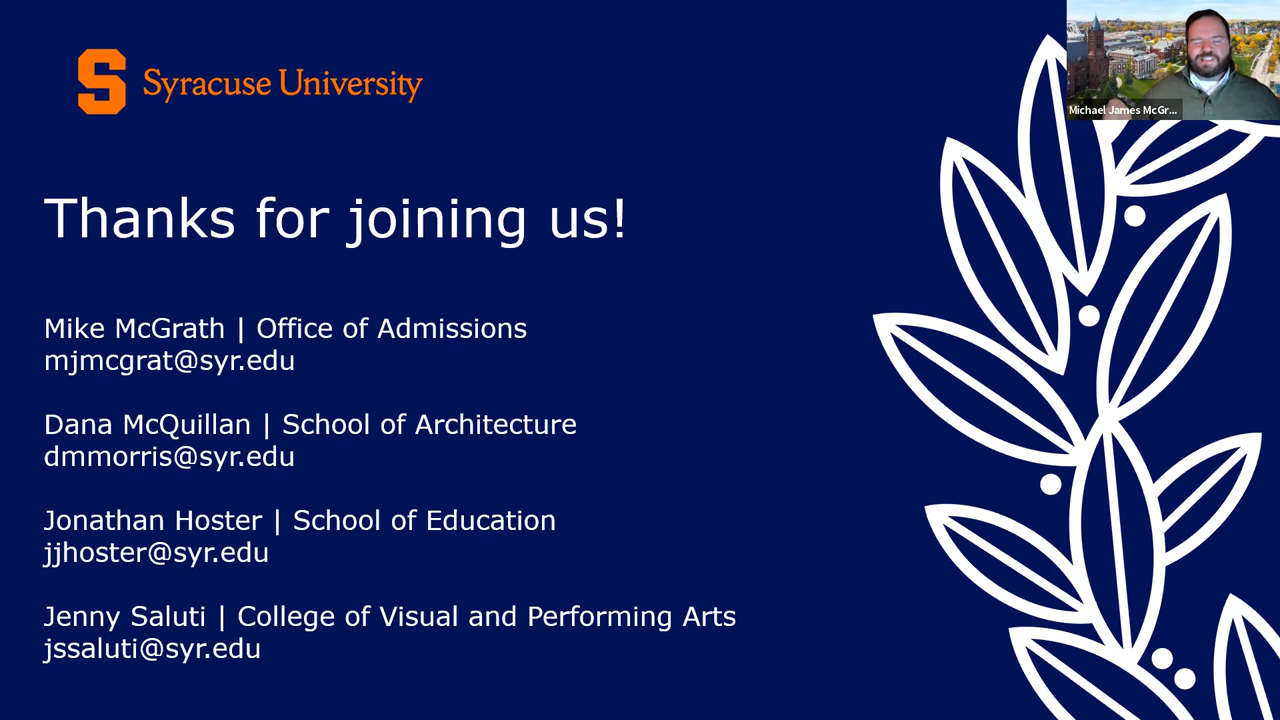 S Syracuse University
Michael James McGr...
Thanks for joining us!
Mike McGrath | Office of Admissions
mjmcgrat@syr.edu
Dana McQuillan | School of Architecture
dmmorris@syr.edu
Jonathan Hoster | School of Education
jjhoster@syr.edu
Jenny Saluti | College of Visual and Performing Arts
jssaluti@syr.edu